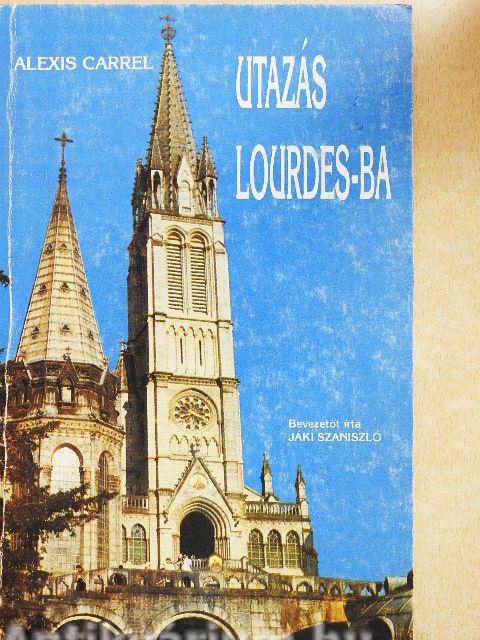 ALEXIS CARREL
UTAZÁS
LOURDES-BA
Bevezetőt írta
JÁKI SZANISZLÓ